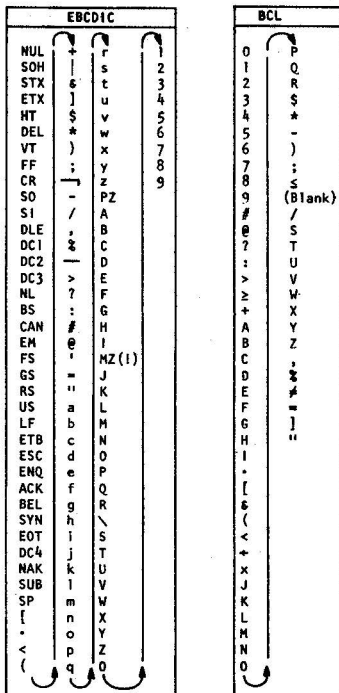 EBCDIC
NUL
SOH
STX
ETX
HT
DEL
VT
FF
CR
SO
SI
DLE
DC1
DC2
DC3
NL
BS
CAN
EM
FS
GS
RS
US
LF
ETB
ESC
ENQ
ACK
BEL
SYN
EOT
DC4
NAK
SUB
SP
[
.
<
(
+
|
&
]
$
*
)
;
¬
-
/
,
%
—
>
?
:
#
@
'
=
"
a
b
c
d
e
f
g
h
i
j
k
l
m
n
o
p
q
r
s
t
u
v
w
x
y
z
PZ
A
B
C
D
E
F
G
H
I
MZ(!)
J
K
L
M
N
O
P
Q
R
\
S
T
U
V
W
X
Y
Z
0
1
2
3
4
5
6
7
8
9
BCL
0
1
2
3
4
5
6
7
8
9
#
@
?
:
>
≥
+
A
B
C
D
E
F
G
H
I
.
[
&
(
<
←
x
J
K
L
M
N
O
P
Q
R
$
*
-
)
;
≤
(Blank)
/
S
T
U
V
W
X
Y
Z
,
%
≠
=
]
"